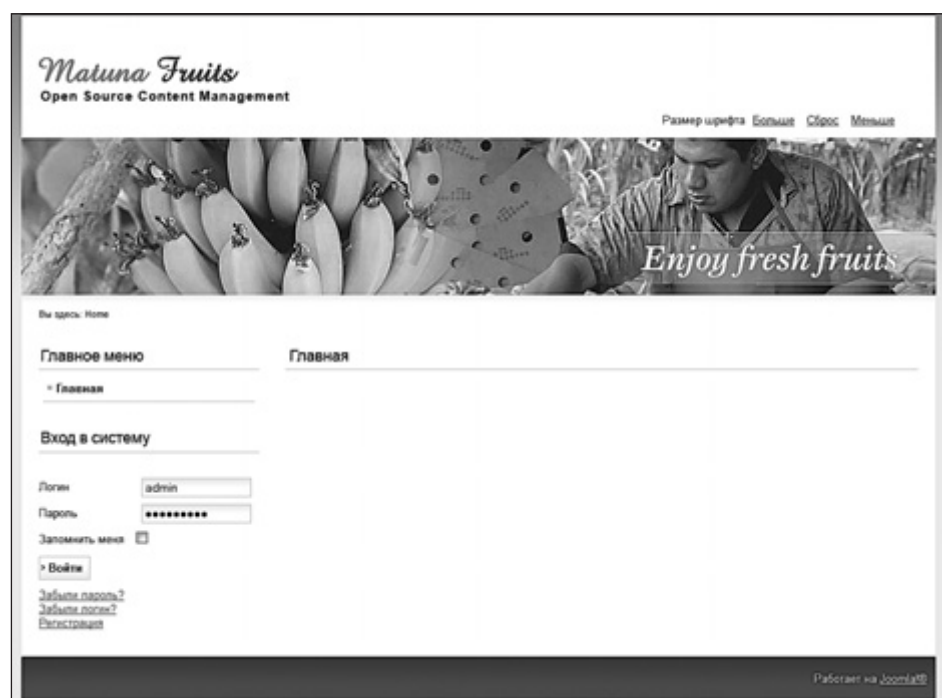 Matuna Fruits
Open Source Content Management
Размер шрифта Больше Сброс Меньше
Enjoy fresh fruits
Вы здесь: Home
Главное меню
Главная
Главная
Вход в систему
Логин admin
Пароль •••••••••
Запомнить меня
> Войти
Забыли пароль?
Забыли логин?
Регистрация
Работает на Joomla!®